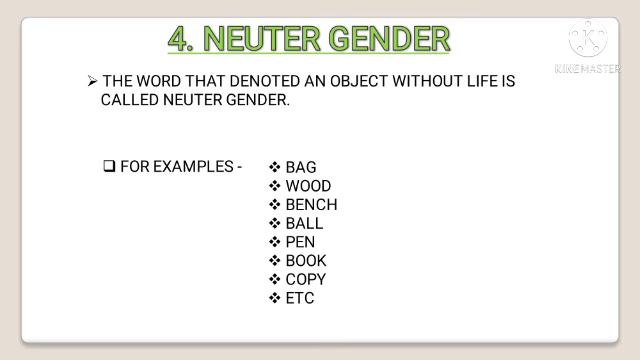 4. NEUTER GENDER
KINEMASTER
➢ THE WORD THAT DENOTED AN OBJECT WITHOUT LIFE IS
CALLED NEUTER GENDER.
❑ FOR EXAMPLES -
❖ BAG
❖ WOOD
❖ BENCH
❖ BALL
❖ PEN
❖ BOOK
❖ COPY
❖ ETC